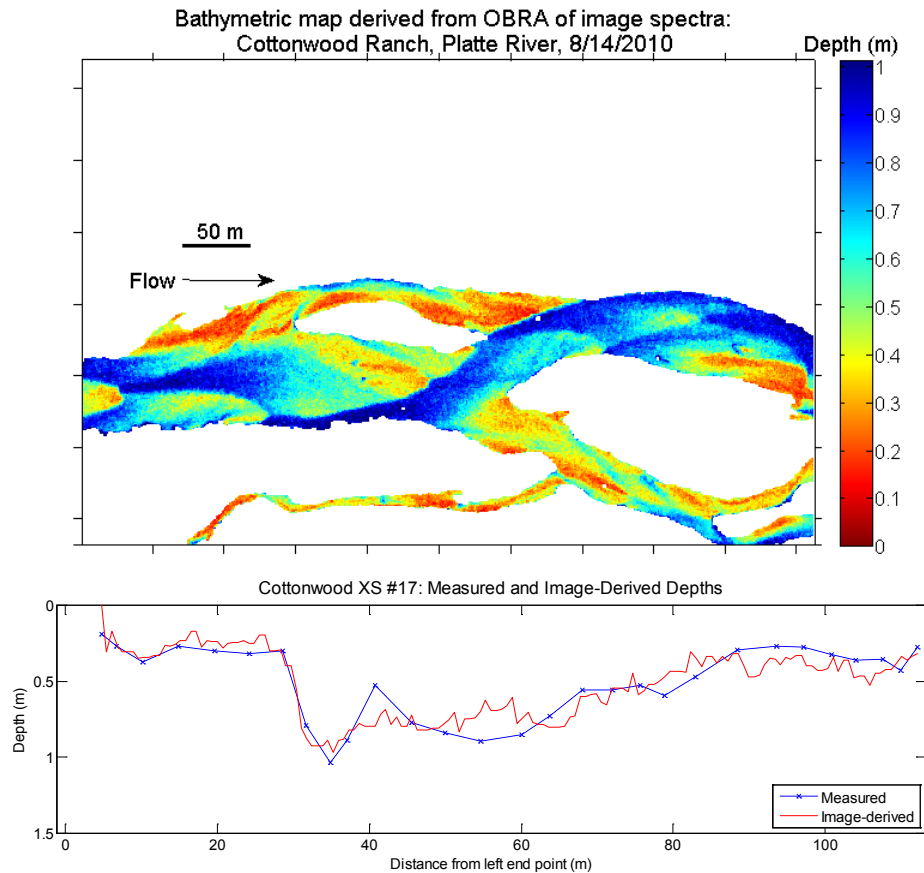 Bathymetric map derived from OBRA of image spectra:
Cottonwood Ranch, Platte River, 8/14/2010
Depth (m)
1
0.9
0.8
0.7
0.6
0.5
0.4
0.3
0.2
0.1
0
50 m
Flow
Cottonwood XS #17: Measured and Image-Derived Depths
0
0.5
1
1.5
Depth (m)
0 20 40 60 80 100
Distance from left end point (m)
Measured
Image-derived